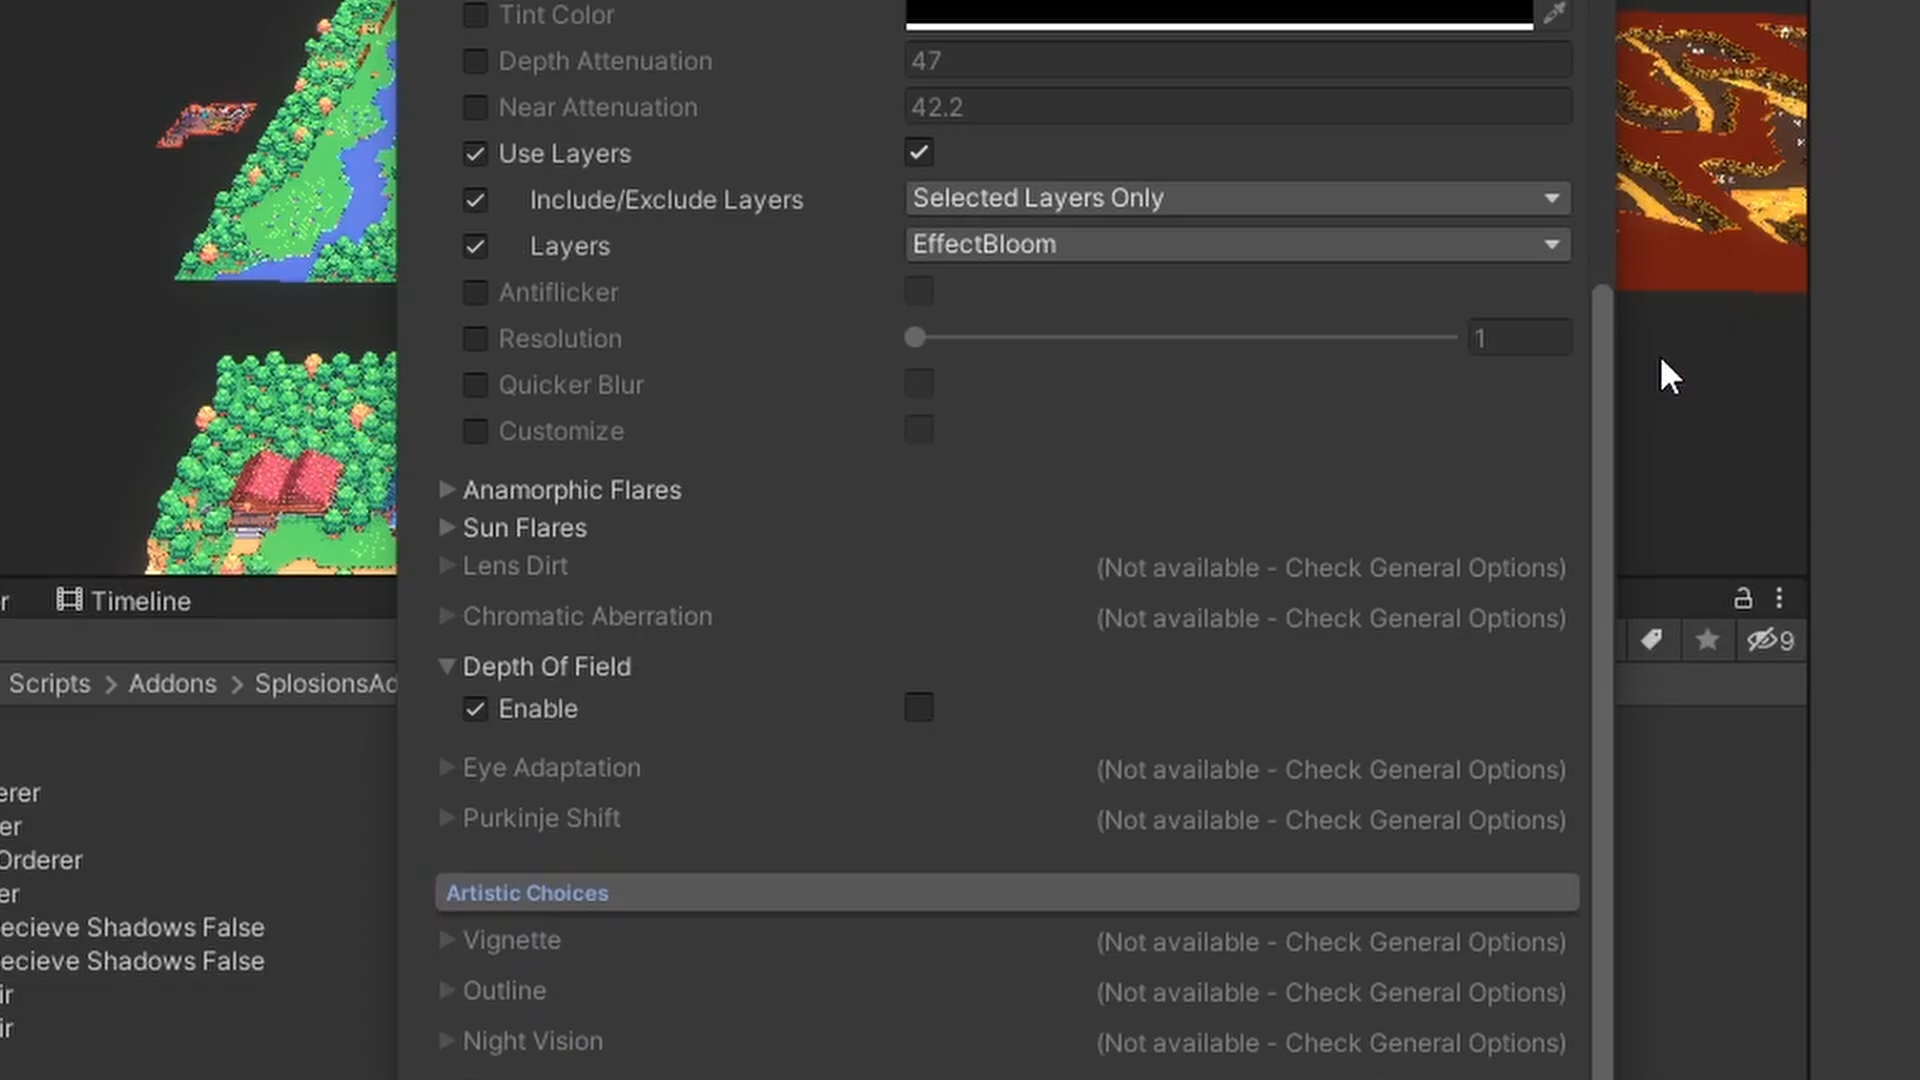 Tint Color
Depth Attenuation 47
Near Attenuation 42.2
Use Layers
Include/Exclude Layers Selected Layers Only
Layers EffectBloom
Antiflicker
Resolution 1
Quicker Blur
Customize
Anamorphic Flares
Sun Flares
Lens Dirt (Not available - Check General Options)
Chromatic Aberration (Not available - Check General Options)
Depth Of Field
Enable
Eye Adaptation (Not available - Check General Options)
Purkinje Shift (Not available - Check General Options)
Artistic Choices
Vignette (Not available - Check General Options)
Outline (Not available - Check General Options)
Night Vision (Not available - Check General Options)
r Timeline
9
Scripts > Addons > SplosionsAd
erer
er
Orderer
er
ecieve Shadows False
ecieve Shadows False
ir
ir